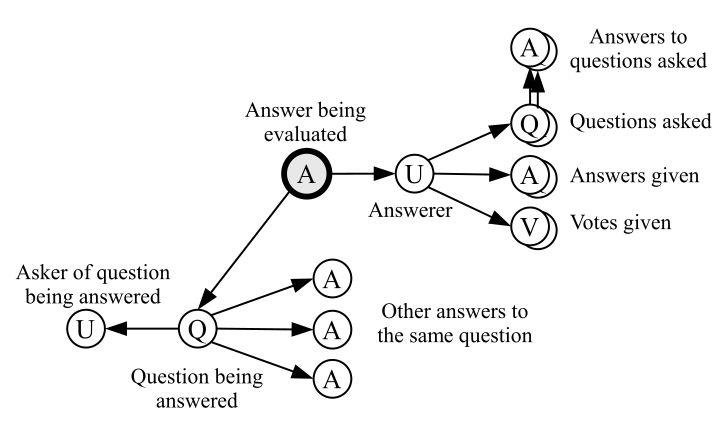 A
Answers to
questions asked
Answer being
evaluated
Q
Questions asked
A
U
A
Answers given
Answerer
V
Votes given
Asker of question
being answered
A
U
Q
A
Other answers to
the same question
Question being
answered
A